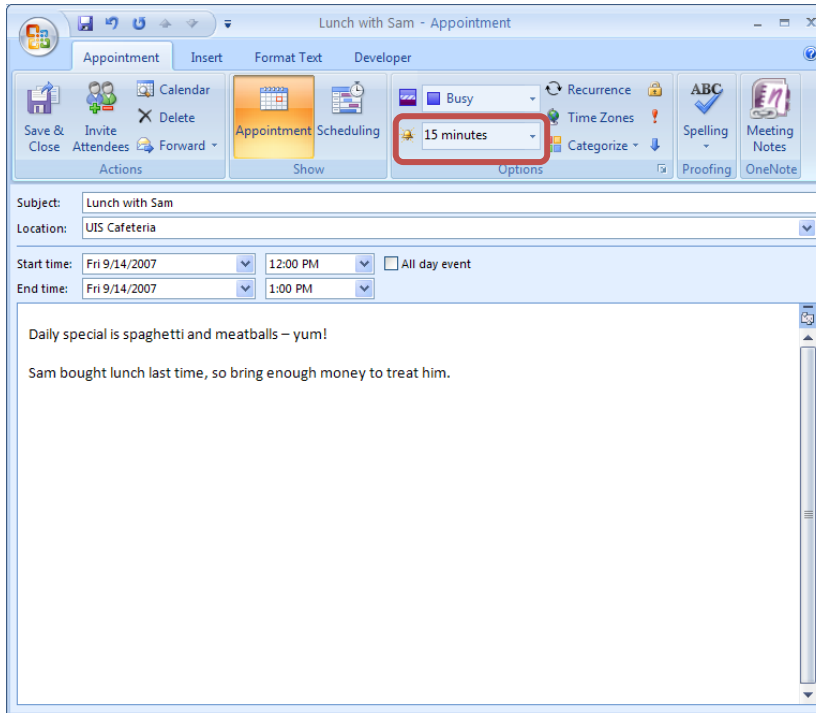 Lunch with Sam - Appointment
Appointment Insert Format Text Developer
Save & Close
Invite Attendees
Calendar
Delete
Forward
Actions
Appointment
Scheduling
Show
Busy
15 minutes
Recurrence
Time Zones
Categorize
Options
ABC
Spelling
Proofing
Meeting Notes
OneNote
Subject: Lunch with Sam
Location: UIS Cafeteria
Start time: Fri 9/14/2007 12:00 PM All day event
End time: Fri 9/14/2007 1:00 PM
Daily special is spaghetti and meatballs – yum!
Sam bought lunch last time, so bring enough money to treat him.